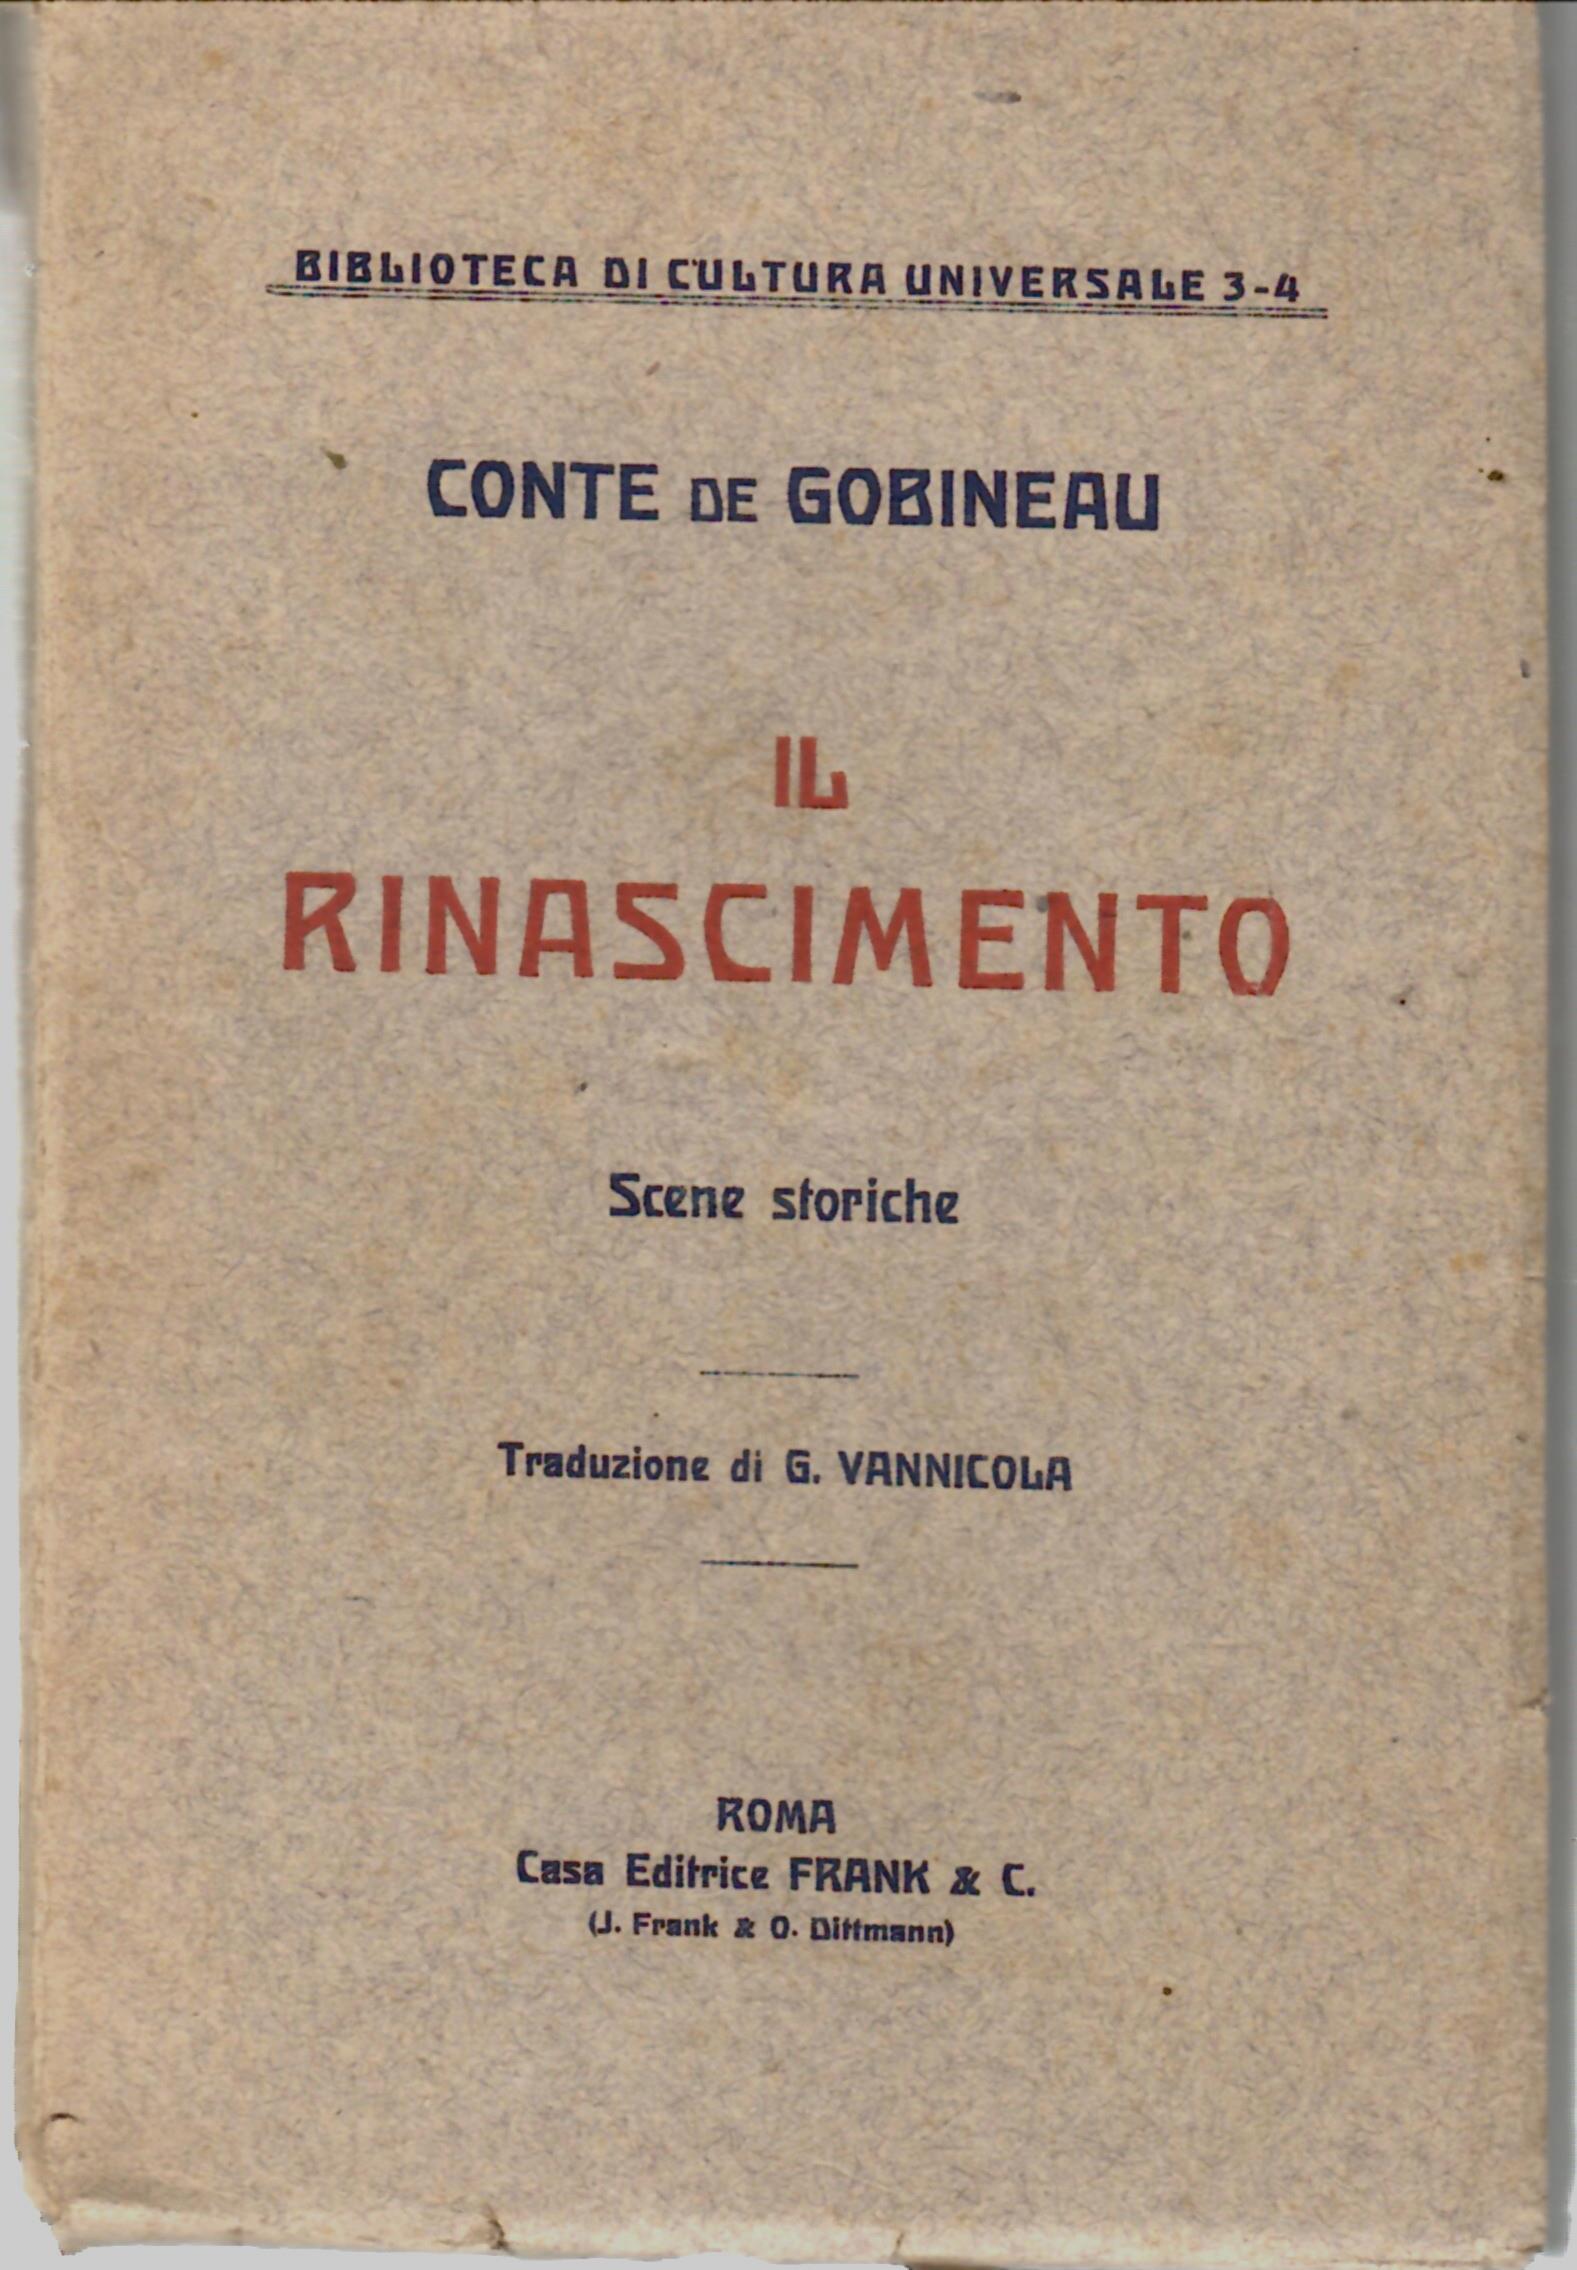 BIBLIOTECA DI CULTURA UNIVERSALE 3-4
CONTE DE GOBINEAU
IL
RINASCIMENTO
Scene storiche
Traduzione di G. VANNICOLA
ROMA
Casa Editrice FRANK & C.
(J. Frank & O. Dittmann)